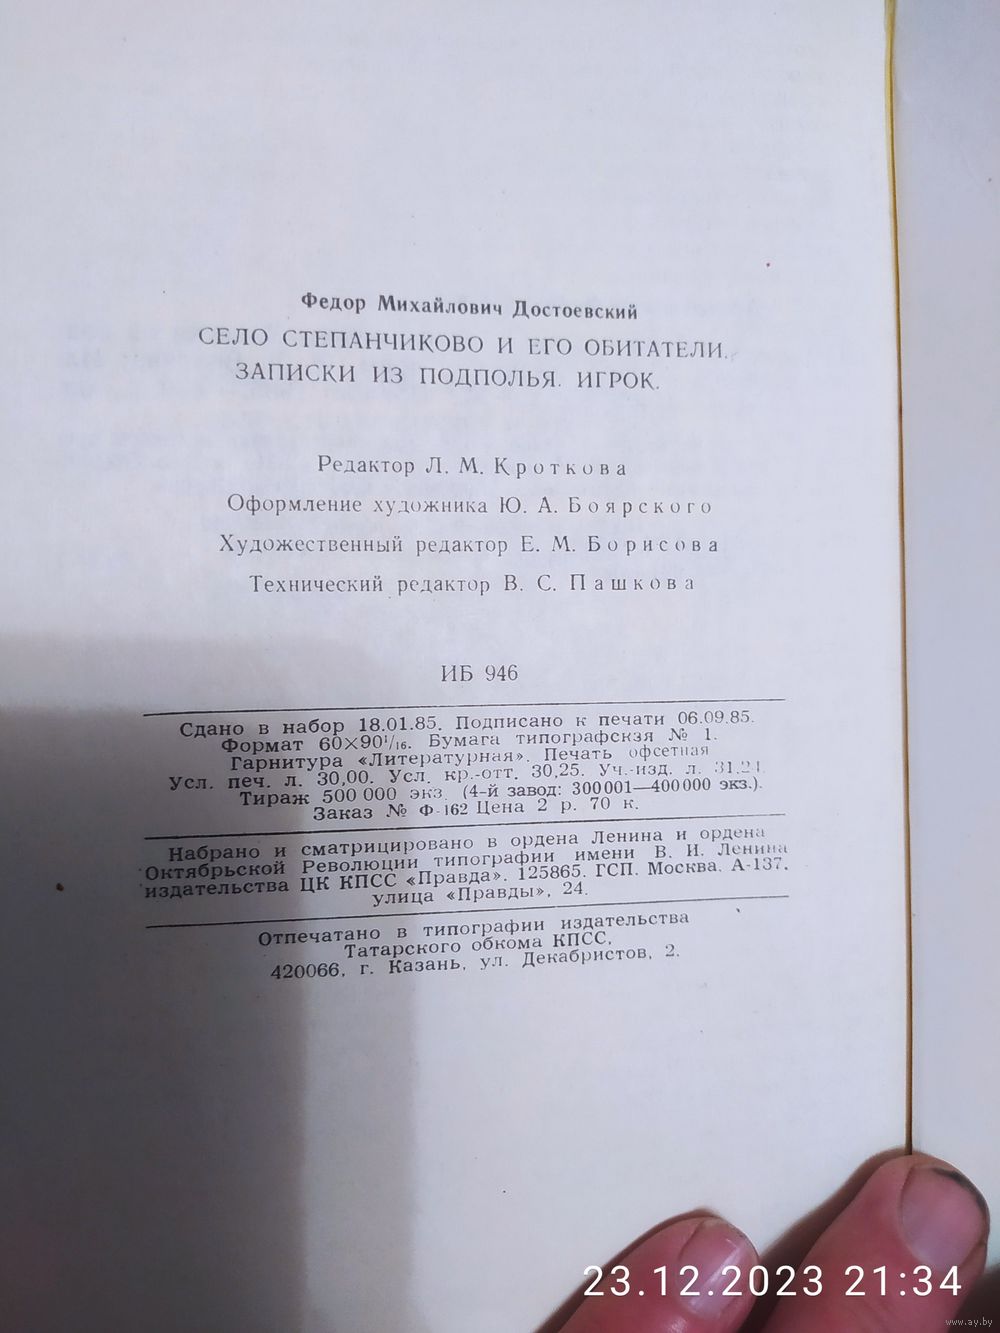 Федор Михайлович Достоевский
СЕЛО СТЕПАНЧИКОВО И ЕГО ОБИТАТЕЛИ.
ЗАПИСКИ ИЗ ПОДПОЛЬЯ. ИГРОК.
Редактор Л. М. Кроткова
Оформление художника Ю. А. Боярского
Художественный редактор Е. М. Борисова
Технический редактор В. С. Пашкова
ИБ 946
Сдано в набор 18.01.85. Подписано к печати 06.09.85.
Формат 60×90¹/₁₆. Бумага типографская № 1.
Гарнитура «Литературная». Печать офсетная
Усл. печ. л. 30,00. Усл. кр.-отт. 30,25. Уч.-изд. л. 31,21.
Тираж 500 000 экз. (4-й завод: 300001—400000 экз.).
Заказ № Ф-162 Цена 2 р. 70 к.
Набрано и сматрицировано в ордена Ленина и ордена
Октябрьской Революции типографии имени В. И. Ленина
издательства ЦК КПСС «Правда». 125865. ГСП. Москва. А-137.
улица «Правды», 24.
Отпечатано в типографии издательства
Татарского обкома КПСС,
420066, г. Казань, ул. Декабристов, 2.
23.12.2023 21:34
www.ay.by